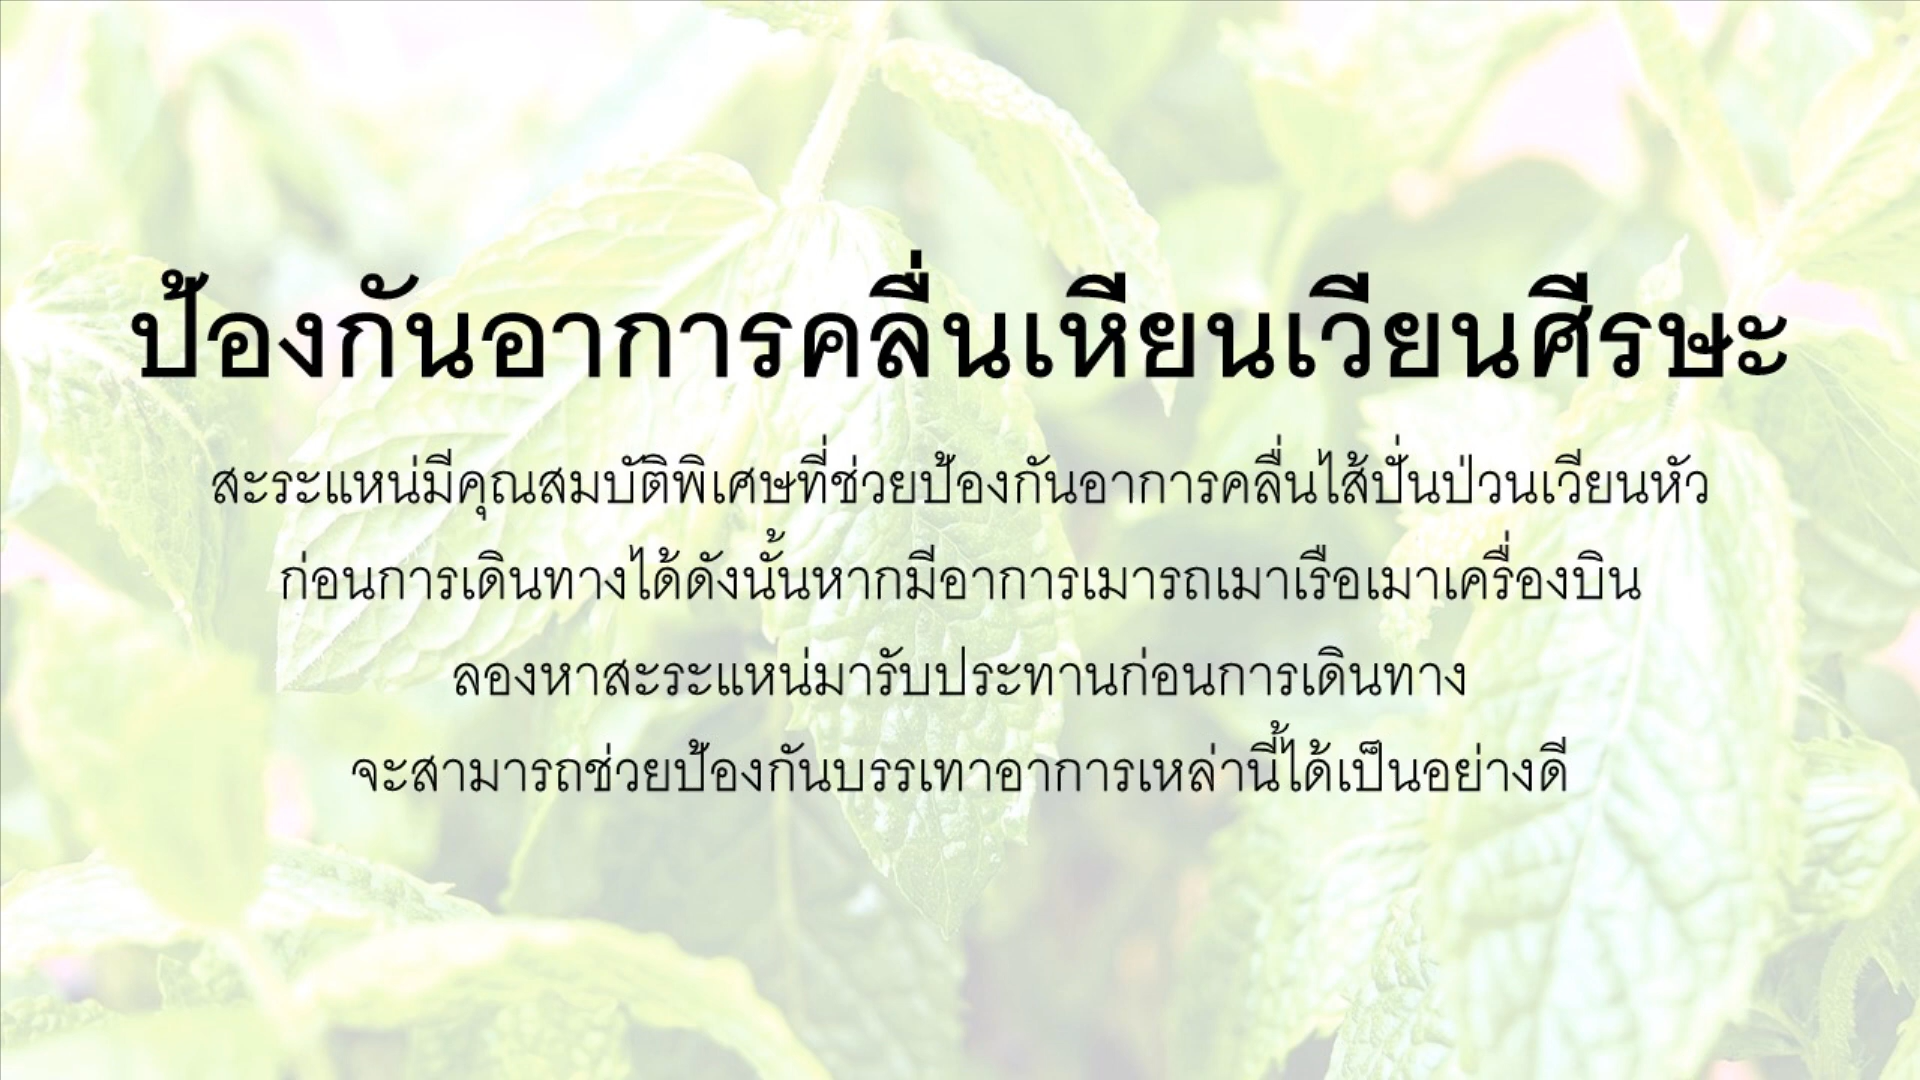 ป้องกันอาการคลื่นเหียนเวียนศีรษะ
สะระแหน่มีคุณสมบัติพิเศษที่ช่วยป้องกันอาการคลื่นไส้ปั่นป่วนเวียนหัว
ก่อนการเดินทางได้ดังนั้นหากมีอาการเมารถเมาเรือเมาเครื่องบิน
ลองหาสะระแหน่มารับประทานก่อนการเดินทาง
จะสามารถช่วยป้องกันบรรเทาอาการเหล่านี้ได้เป็นอย่างดี